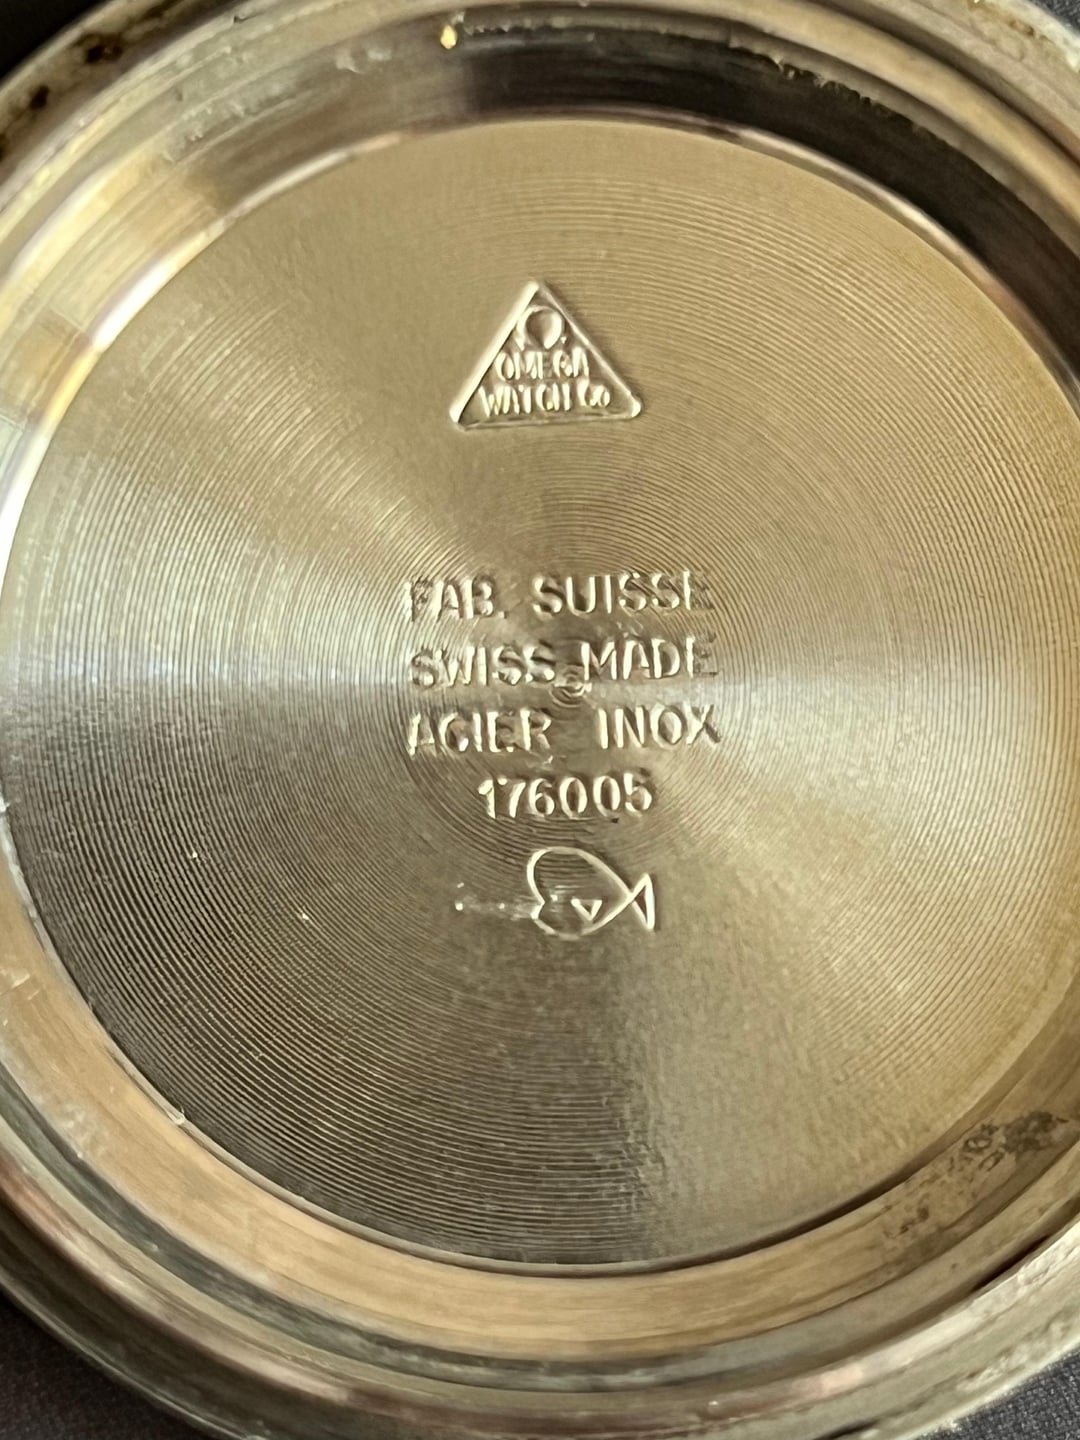 Ω
OMEGA
WATCH Co
FAB. SUISSE
SWISS MADE
ACIER INOX
176005